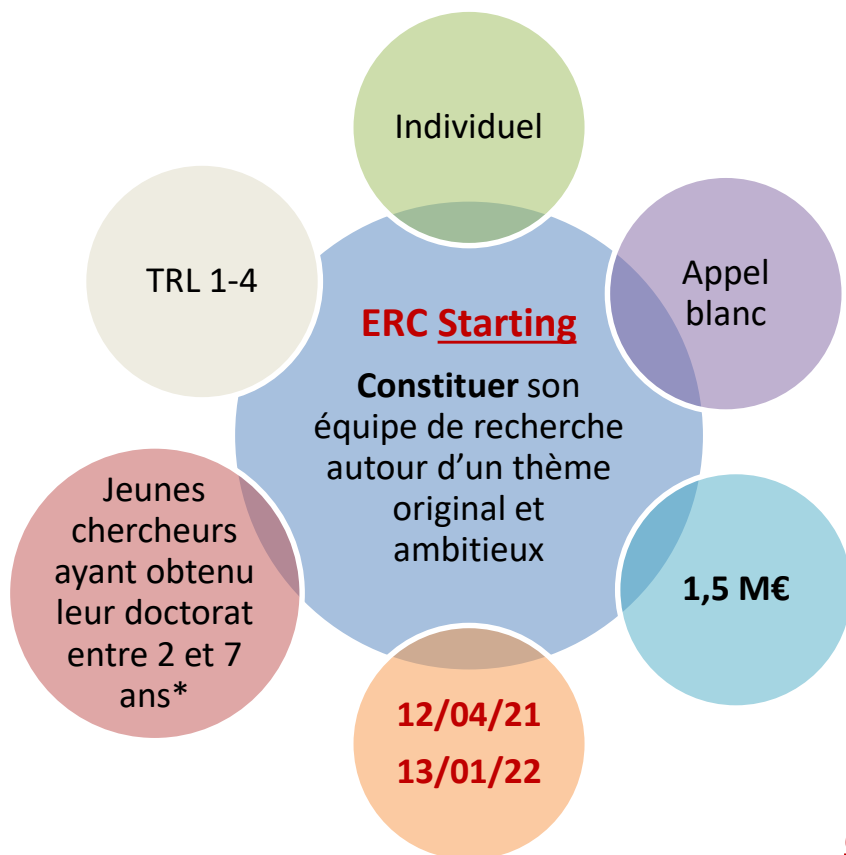 Individuel
TRL 1-4
Appel
blanc
ERC Starting
Constituer son
équipe de recherche
autour d'un thème
original et
ambitieux
Jeunes
chercheurs
ayant obtenu
leur doctorat
entre 2 et 7
ans*
1,5 M€
12/04/21
13/01/22